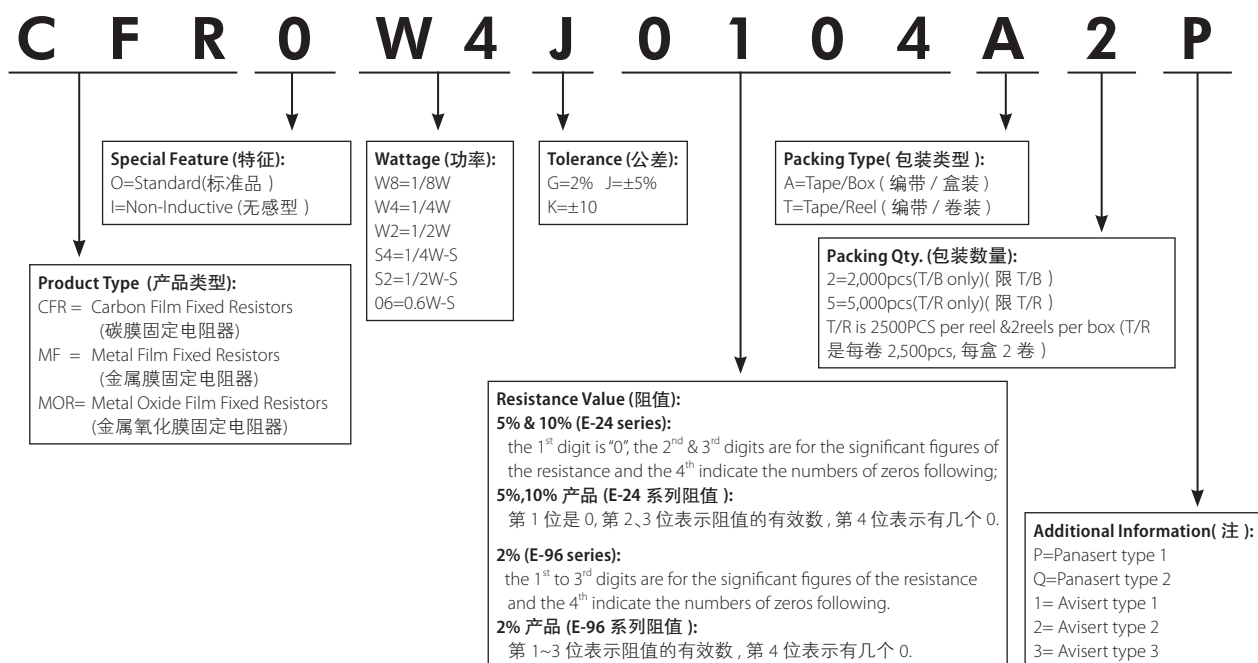 C F R 0 W 4 J 0 1 0 4 A 2 P
Special Feature (特征):
O=Standard(标准品 )
I=Non-Inductive (无感型 )
Wattage (功率):
W8=1/8W
W4=1/4W
W2=1/2W
S4=1/4W-S
S2=1/2W-S
06=0.6W-S
Tolerance (公差):
G=2% J=±5%
K=±10
Packing Type( 包装类型 ):
A=Tape/Box ( 编带 / 盒装 )
T=Tape/Reel ( 编带 / 卷装 )
Packing Qty. (包装数量):
2=2,000pcs(T/B only)( 限 T/B )
5=5,000pcs(T/R only)( 限 T/R )
T/R is 2500PCS per reel &2reels per box (T/R
是每卷 2,500pcs, 每盒 2 卷 )
Product Type (产品类型):
CFR = Carbon Film Fixed Resistors
(碳膜固定电阻器)
MF = Metal Film Fixed Resistors
(金属膜固定电阻器)
MOR= Metal Oxide Film Fixed Resistors
(金属氧化膜固定电阻器)
Resistance Value (阻值):
5% & 10% (E-24 series):
the 1st digit is "0", the 2nd & 3rd digits are for the significant figures of
the resistance and the 4th indicate the numbers of zeros following;
5%,10% 产品 (E-24 系列阻值 ):
第 1 位是 0, 第 2、3 位表示阻值的有效数 , 第 4 位表示有几个 0.
2% (E-96 series):
the 1st to 3rd digits are for the significant figures of the resistance
and the 4th indicate the numbers of zeros following.
2% 产品 (E-96 系列阻值 ):
第 1~3 位表示阻值的有效数 , 第 4 位表示有几个 0.
Additional Information( 注 ):
P=Panasert type 1
Q=Panasert type 2
1= Avisert type 1
2= Avisert type 2
3= Avisert type 3